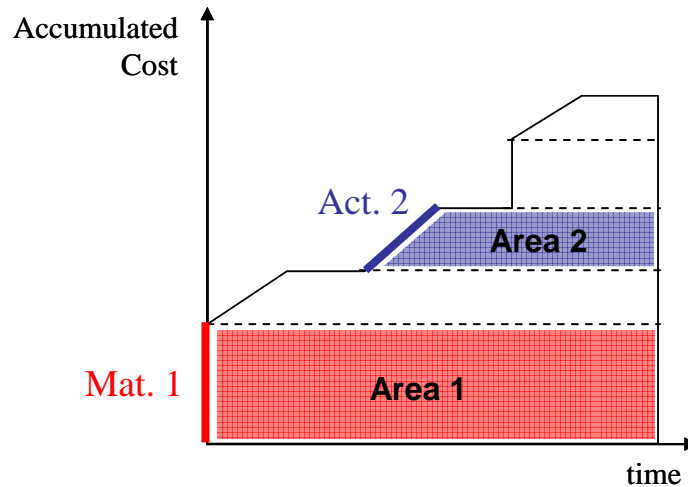 Accumulated
Cost
Act. 2
Area 2
Mat. 1
Area 1
time